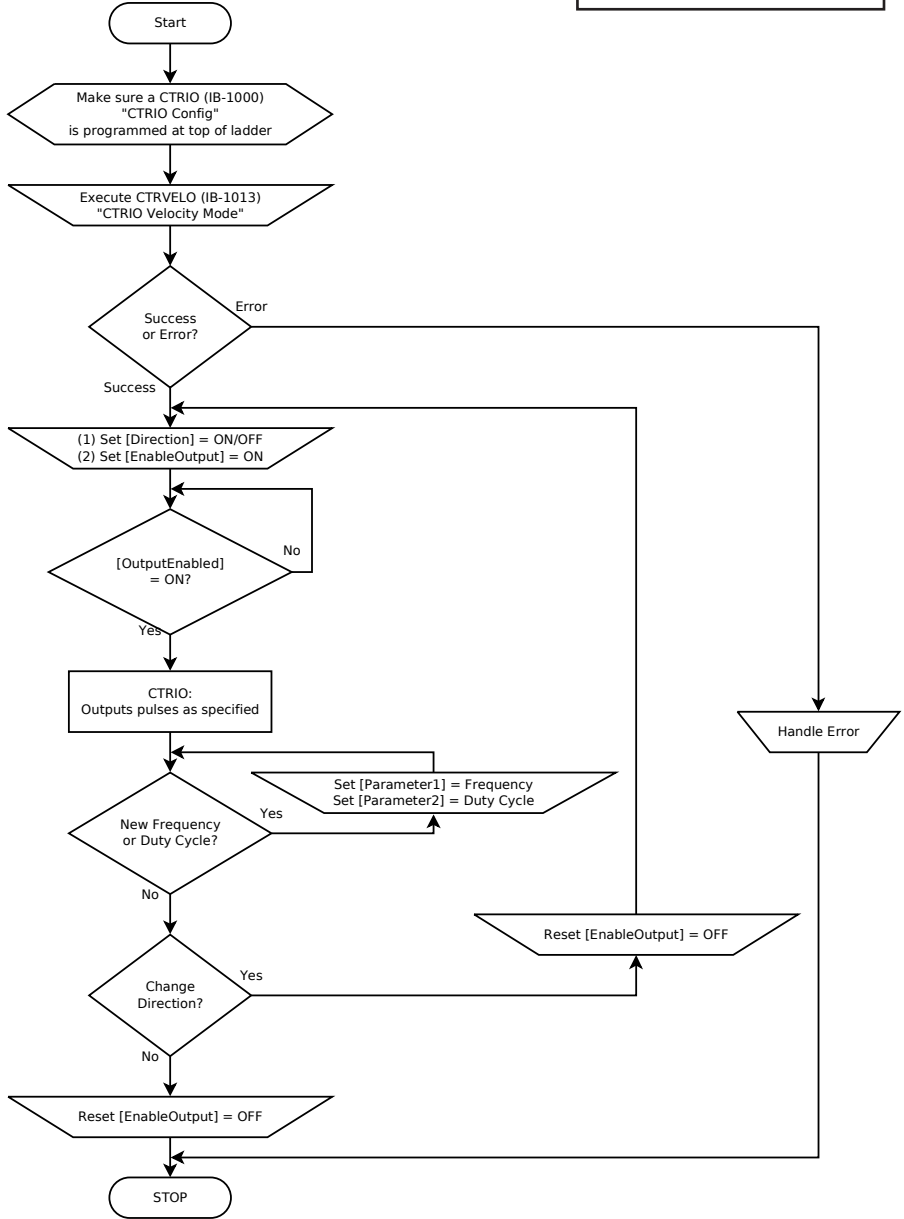 Start
Make sure a CTRIO (IB-1000)
"CTRIO Config"
is programmed at top of ladder
Execute CTRVELO (IB-1013)
"CTRIO Velocity Mode"
Success
or Error?
Error
Success
(1) Set [Direction] = ON/OFF
(2) Set [EnableOutput] = ON
[OutputEnabled]
= ON?
No
Yes
CTRIO:
Outputs pulses as specified
Handle Error
Set [Parameter1] = Frequency
Set [Parameter2] = Duty Cycle
New Frequency
or Duty Cycle?
Yes
No
Reset [EnableOutput] = OFF
Change
Direction?
Yes
No
Reset [EnableOutput] = OFF
STOP